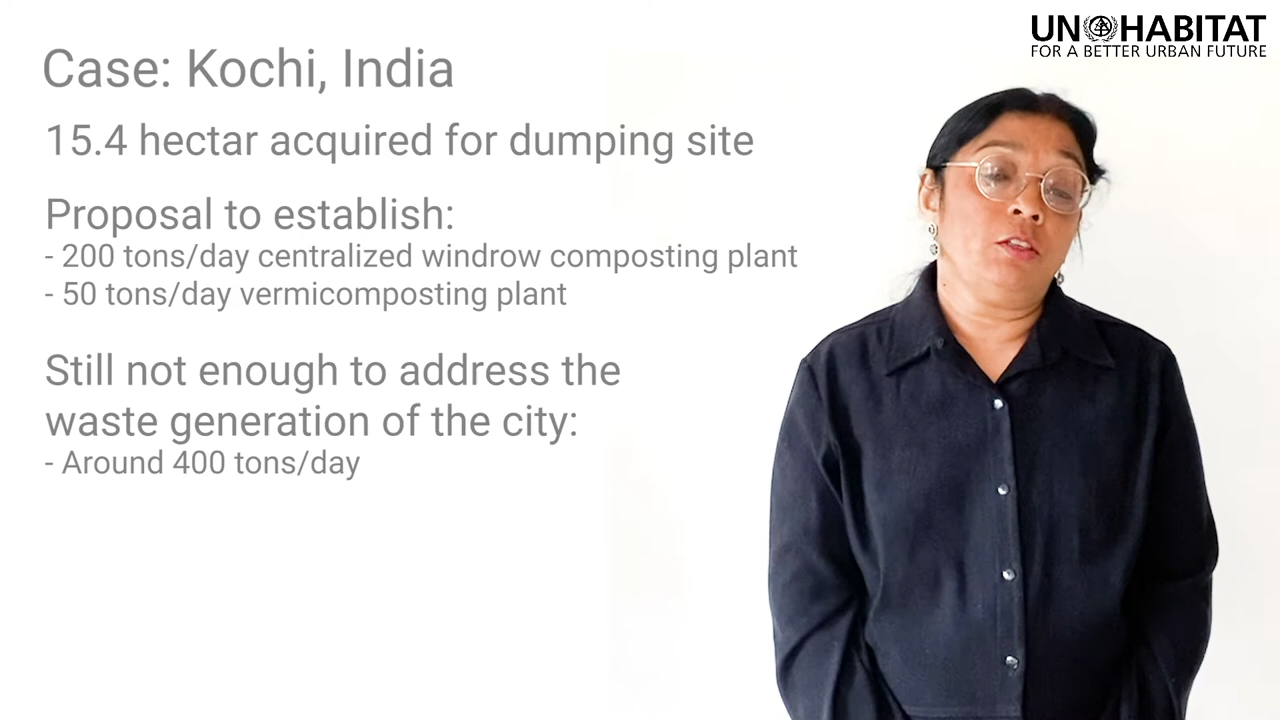 UN HABITAT
FOR A BETTER URBAN FUTURE
Case: Kochi, India
15.4 hectar acquired for dumping site
Proposal to establish:
- 200 tons/day centralized windrow composting plant
- 50 tons/day vermicomposting plant
Still not enough to address the
waste generation of the city:
- Around 400 tons/day